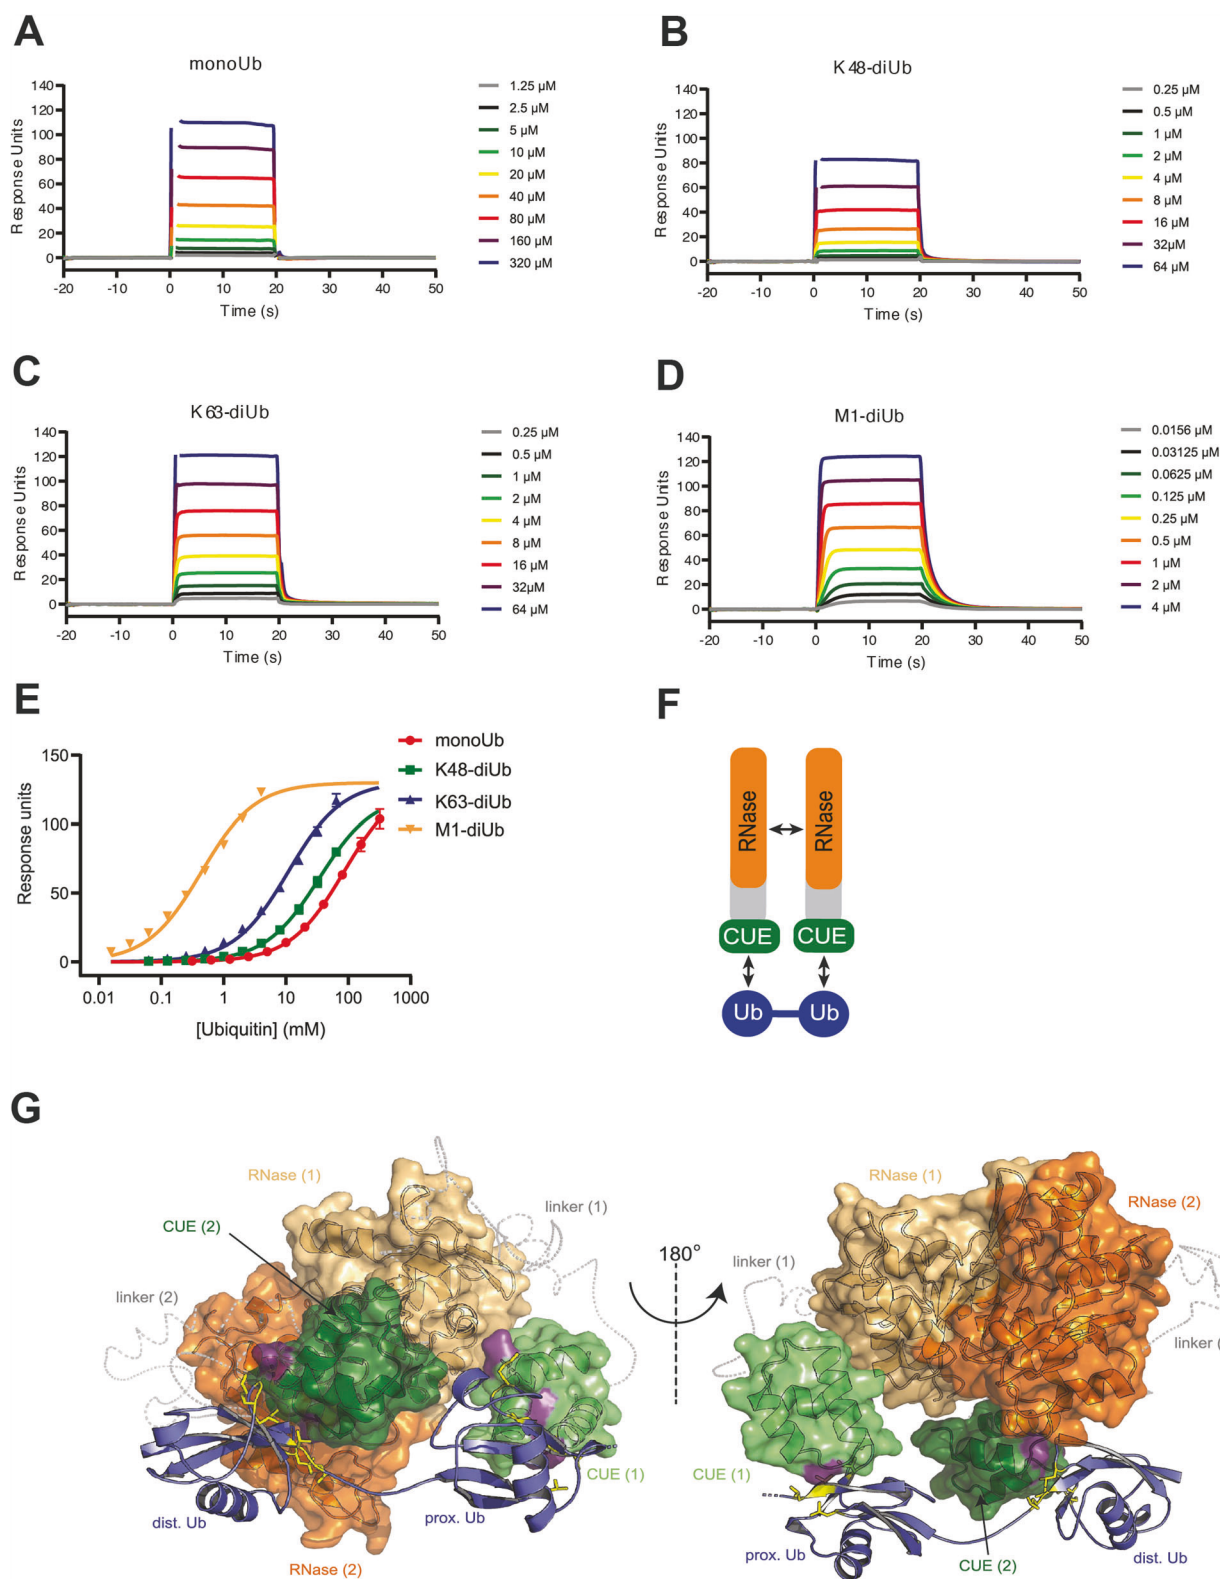 A
monoUb
Response Units
140
120
100
80
60
40
20
0
-20
-10
0
10
20
30
40
50
Time (s)
1.25 µM
2.5 µM
5 µM
10 µM
20 µM
40 µM
80 µM
160 µM
320 µM
B
K48-diUb
Response Units
140
120
100
80
60
40
20
0
-20
-10
0
10
20
30
40
50
Time (s)
0.25 µM
0.5 µM
1 µM
2 µM
4 µM
8 µM
16 µM
32µM
64 µM
C
K63-diUb
Response Units
140
120
100
80
60
40
20
0
-20
-10
0
10
20
30
40
50
Time (s)
0.25 µM
0.5 µM
1 µM
2 µM
4 µM
8 µM
16 µM
32µM
64 µM
D
M1-diUb
Response Units
140
120
100
80
60
40
20
0
-20
-10
0
10
20
30
40
50
Time (s)
0.0156 µM
0.03125 µM
0.0625 µM
0.125 µM
0.25 µM
0.5 µM
1 µM
2 µM
4 µM
E
Response units
150
100
50
0
0.01
0.1
1
10
100
1000
[Ubiquitin] (mM)
monoUb
K48-diUb
K63-diUb
M1-diUb
F
RNase
RNase
CUE
CUE
Ub
Ub
G
RNase (1)
CUE (2)
linker (1)
linker (2)
dist. Ub
prox. Ub
CUE (1)
RNase (2)
180°
RNase (1)
RNase (2)
linker (1)
linker (
CUE (1)
prox. Ub
CUE (2)
dist. Ub